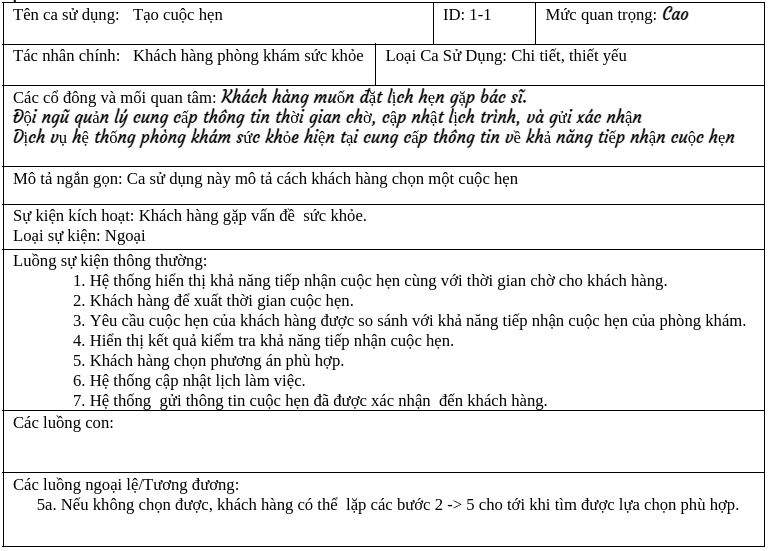 Tên ca sử dụng: Tạo cuộc hẹn ID: 1-1 Mức quan trọng: Cao
Tác nhân chính: Khách hàng phòng khám sức khỏe Loại Ca Sử Dụng: Chi tiết, thiết yếu
Các cổ đông và mối quan tâm: Khách hàng muốn đặt lịch hẹn gặp bác sĩ.
Đội ngũ quản lý cung cấp thông tin thời gian chờ, cập nhật lịch trình, và gửi xác nhận
Dịch vụ hệ thống phòng khám sức khỏe hiện tại cung cấp thông tin về khả năng tiếp nhận cuộc hẹn
Mô tả ngắn gọn: Ca sử dụng này mô tả cách khách hàng chọn một cuộc hẹn
Sự kiện kích hoạt: Khách hàng gặp vấn đề sức khỏe.
Loại sự kiện: Ngoại
Luồng sự kiện thông thường:
1. Hệ thống hiển thị khả năng tiếp nhận cuộc hẹn cùng với thời gian chờ cho khách hàng.
2. Khách hàng để xuất thời gian cuộc hẹn.
3. Yêu cầu cuộc hẹn của khách hàng được so sánh với khả năng tiếp nhận cuộc hẹn của phòng khám.
4. Hiển thị kết quả kiểm tra khả năng tiếp nhận cuộc hẹn.
5. Khách hàng chọn phương án phù hợp.
6. Hệ thống cập nhật lịch làm việc.
7. Hệ thống gửi thông tin cuộc hẹn đã được xác nhận đến khách hàng.
Các luồng con:
Các luồng ngoại lệ/Tương đương:
5a. Nếu không chọn được, khách hàng có thể lặp các bước 2 -> 5 cho tới khi tìm được lựa chọn phù hợp.